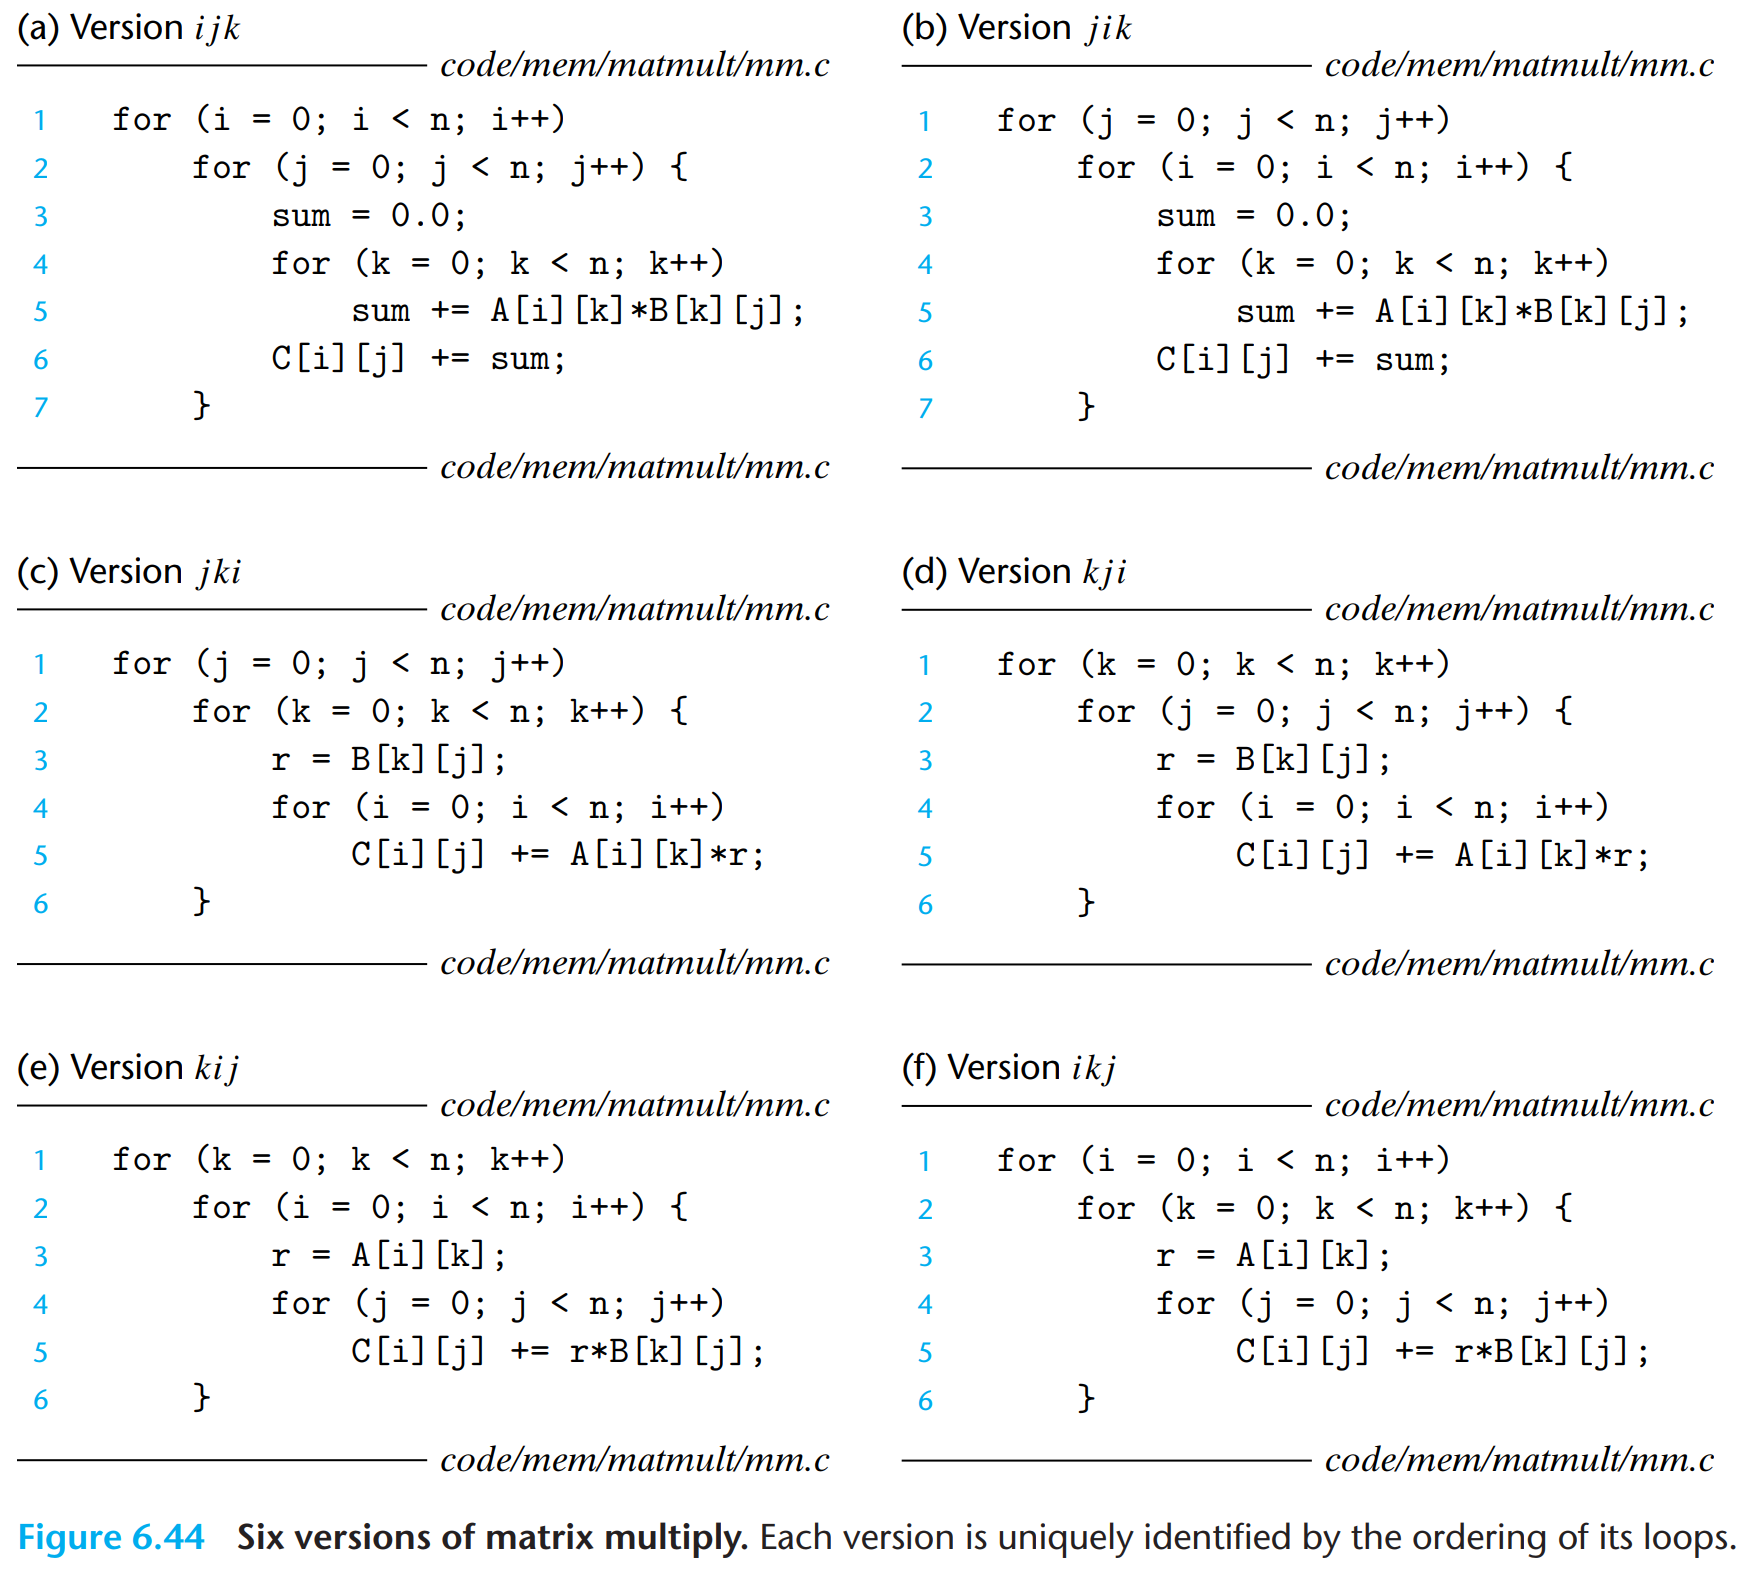 (a) Version ijk
code/mem/matmult/mm.c
1 for (i = 0; i < n; i++)
2 for (j = 0; j < n; j++) {
3 sum = 0.0;
4 for (k = 0; k < n; k++)
5 sum += A[i][k]*B[k][j];
6 C[i][j] += sum;
7 }
code/mem/matmult/mm.c
(b) Version jik
code/mem/matmult/mm.c
1 for (j = 0; j < n; j++)
2 for (i = 0; i < n; i++) {
3 sum = 0.0;
4 for (k = 0; k < n; k++)
5 sum += A[i][k]*B[k][j];
6 C[i][j] += sum;
7 }
code/mem/matmult/mm.c
(c) Version jki
code/mem/matmult/mm.c
1 for (j = 0; j < n; j++)
2 for (k = 0; k < n; k++) {
3 r = B[k][j];
4 for (i = 0; i < n; i++)
5 C[i][j] += A[i][k]*r;
6 }
code/mem/matmult/mm.c
(d) Version kji
code/mem/matmult/mm.c
1 for (k = 0; k < n; k++)
2 for (j = 0; j < n; j++) {
3 r = B[k][j];
4 for (i = 0; i < n; i++)
5 C[i][j] += A[i][k]*r;
6 }
code/mem/matmult/mm.c
(e) Version kij
code/mem/matmult/mm.c
1 for (k = 0; k < n; k++)
2 for (i = 0; i < n; i++) {
3 r = A[i][k];
4 for (j = 0; j < n; j++)
5 C[i][j] += r*B[k][j];
6 }
code/mem/matmult/mm.c
(f) Version ikj
code/mem/matmult/mm.c
1 for (i = 0; i < n; i++)
2 for (k = 0; k < n; k++) {
3 r = A[i][k];
4 for (j = 0; j < n; j++)
5 C[i][j] += r*B[k][j];
6 }
code/mem/matmult/mm.c
Figure 6.44 Six versions of matrix multiply. Each version is uniquely identified by the ordering of its loops.